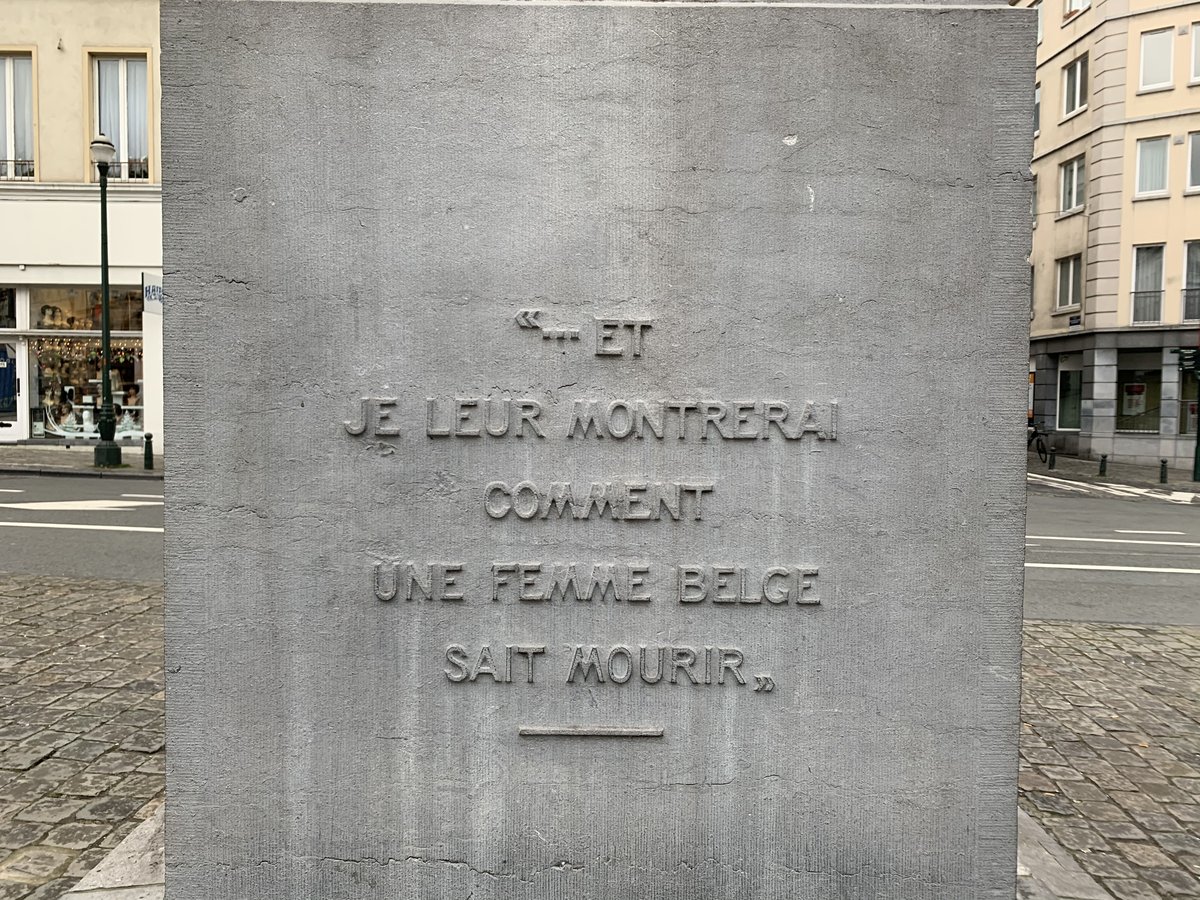 «.... ET
JE LEUR MONTRERAI
COMMENT
UNE FEMME BELGE
SAIT MOURIR»